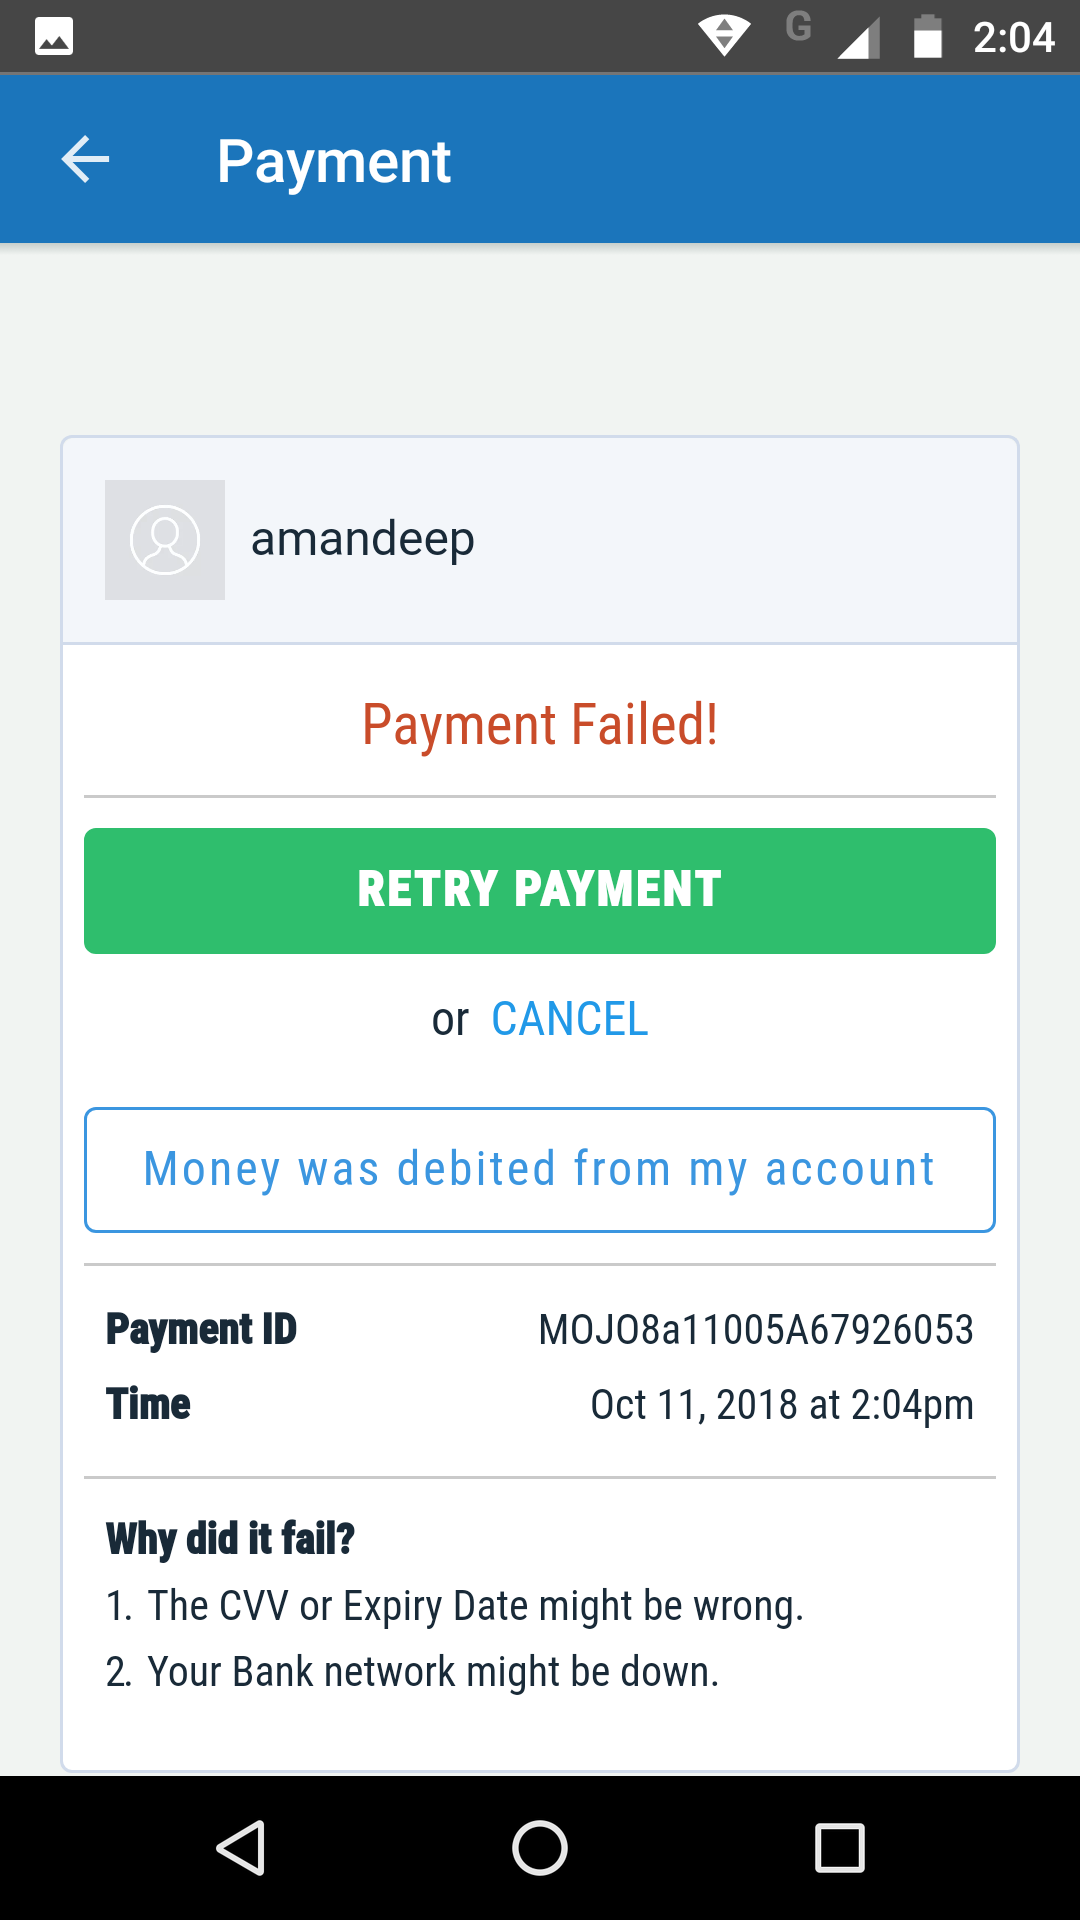 G 2:04
Payment
amandeep
Payment Failed!
RETRY PAYMENT
or CANCEL
Money was debited from my account
Payment ID MOJO8a11005A67926053
Time Oct 11, 2018 at 2:04pm
Why did it fail?
1. The CVV or Expiry Date might be wrong.
2. Your Bank network might be down.